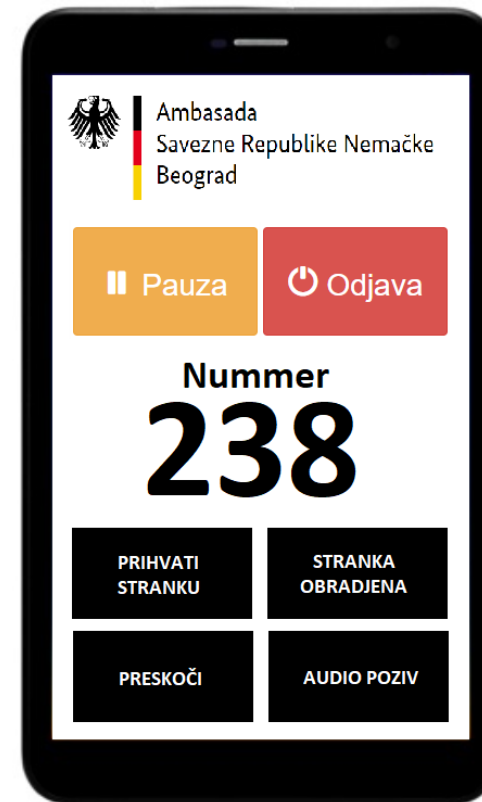 Ambasada
Savezne Republike Nemačke
Beograd
Pauza
Odjava
Nummer
238
PRIHVATI
STRANKU
STRANKA
OBRADJENA
PRESKOČI
AUDIO POZIV